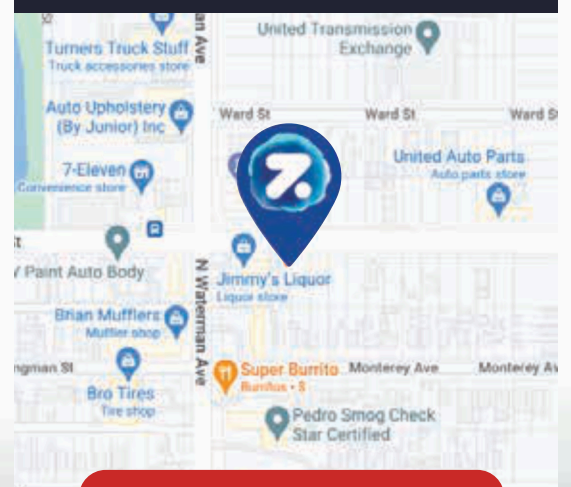 United Transmission
Exchange
Turners Truck Stuff
Truck accessories store
an Ave
Auto Upholstery
(By Junior) Inc
Ward St
Ward St
Ward S
7-Eleven
Convenience store
United Auto Parts
Auto parts store
Z.
t
Paint Auto Body
Jimmy's Liquor
Liquor store
N Waterman Ave
Brian Mufflers
Muffler shop
ngman St
Super Burrito
Burritos • $
Monterey Ave
Monterey Av
Bro Tires
Tire shop
Pedro Smog Check
Star Certified